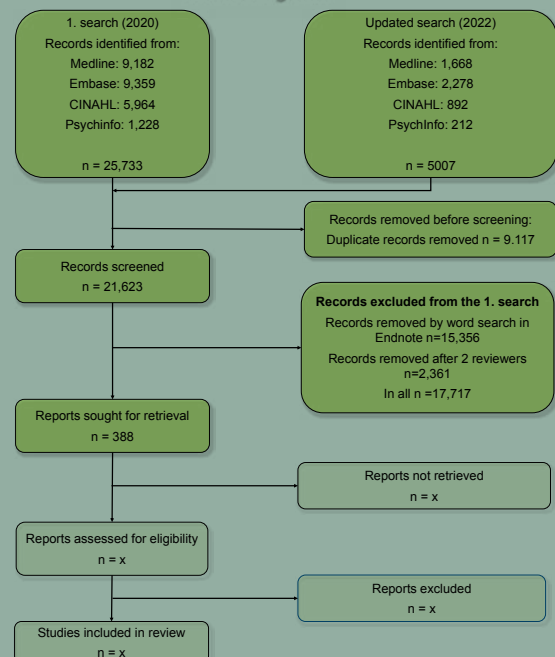 1. search (2020)
Records identified from:
Medline: 9,182
Embase: 9,359
CINAHL: 5,964
Psychinfo: 1,228
n = 25,733
Updated search (2022)
Records identified from:
Medline: 1,668
Embase: 2,278
CINAHL: 892
PsychInfo: 212
n = 5007
Records removed before screening:
Duplicate records removed n = 9.117
Records screened
n = 21,623
Records excluded from the 1. search
Records removed by word search in
Endnote n=15,356
Records removed after 2 reviewers
n=2,361
In all n =17,717
Reports sought for retrieval
n = 388
Reports not retrieved
n = x
Reports assessed for eligibility
n = x
Reports excluded
n = x
Studies included in review
n = x